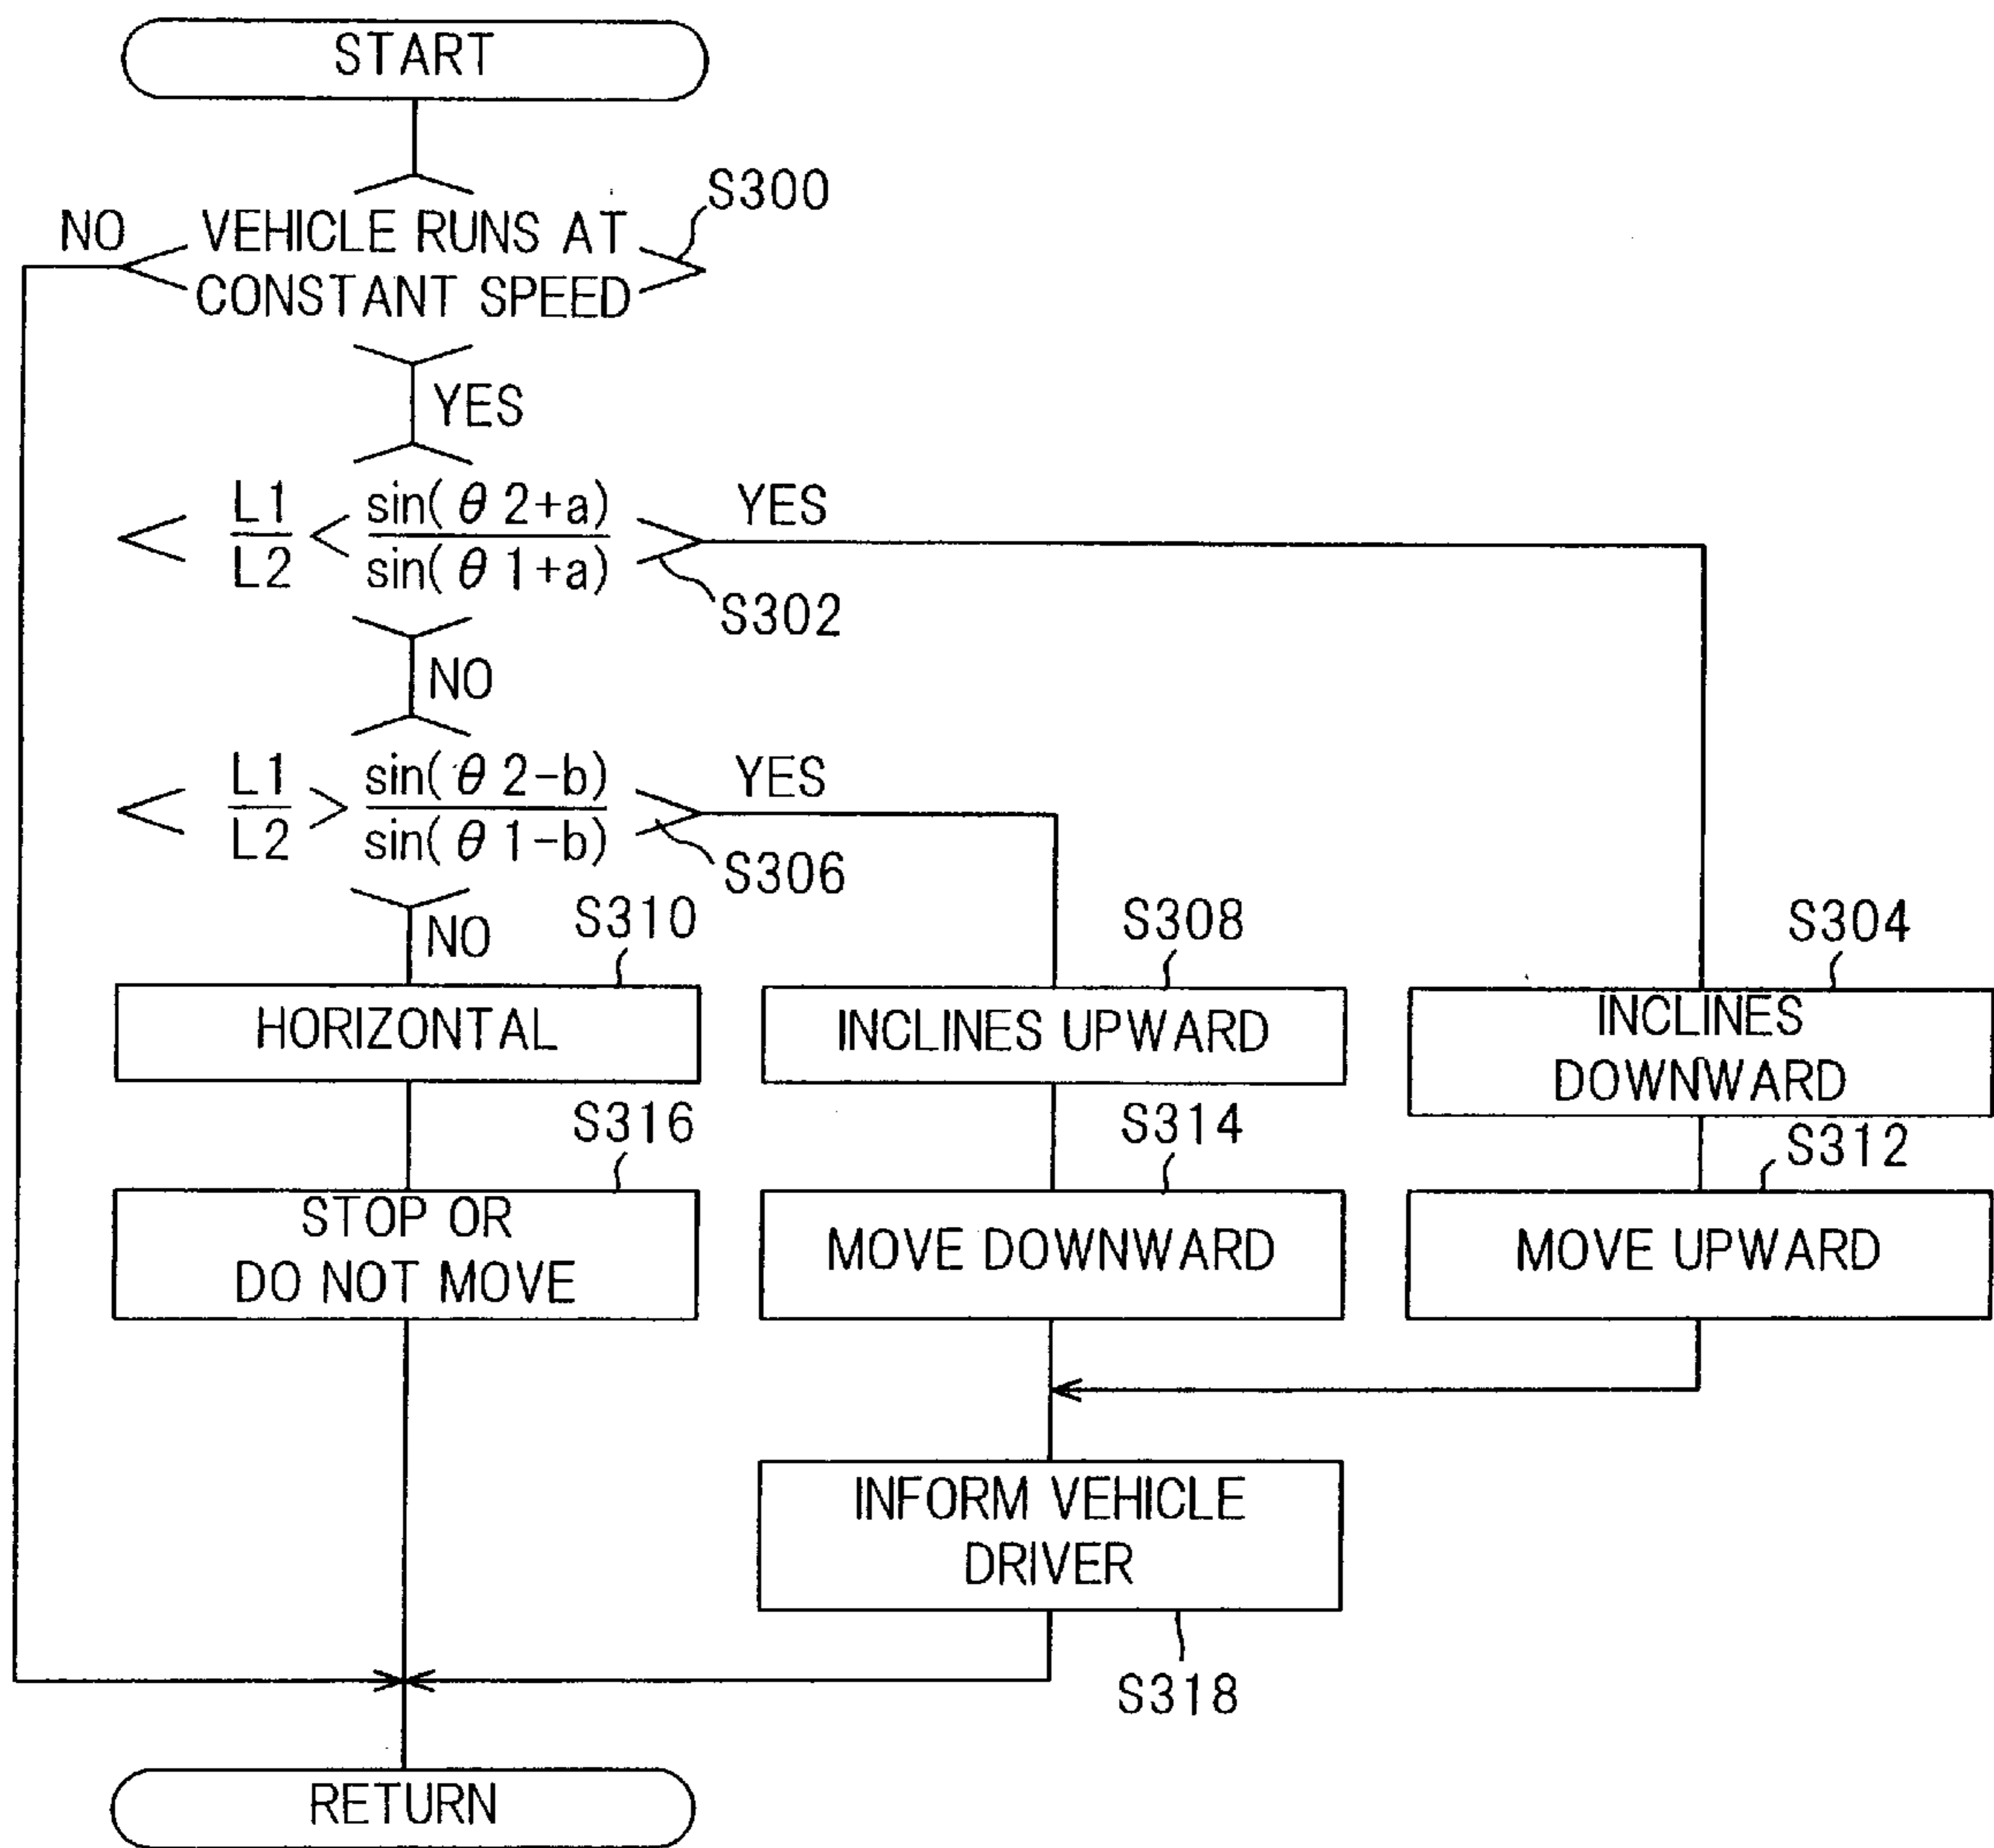 START
S300
NO
VEHICLE RUNS AT
CONSTANT SPEED
YES
L1/L2 < sin(θ2+a)/sin(θ1+a)
YES
S302
NO
L1/L2 > sin(θ2-b)/sin(θ1-b)
YES
S306
NO
S310
S308
S304
HORIZONTAL
INCLINES UPWARD
INCLINES
DOWNWARD
S316
S314
S312
STOP OR
DO NOT MOVE
MOVE DOWNWARD
MOVE UPWARD
INFORM VEHICLE
DRIVER
S318
RETURN